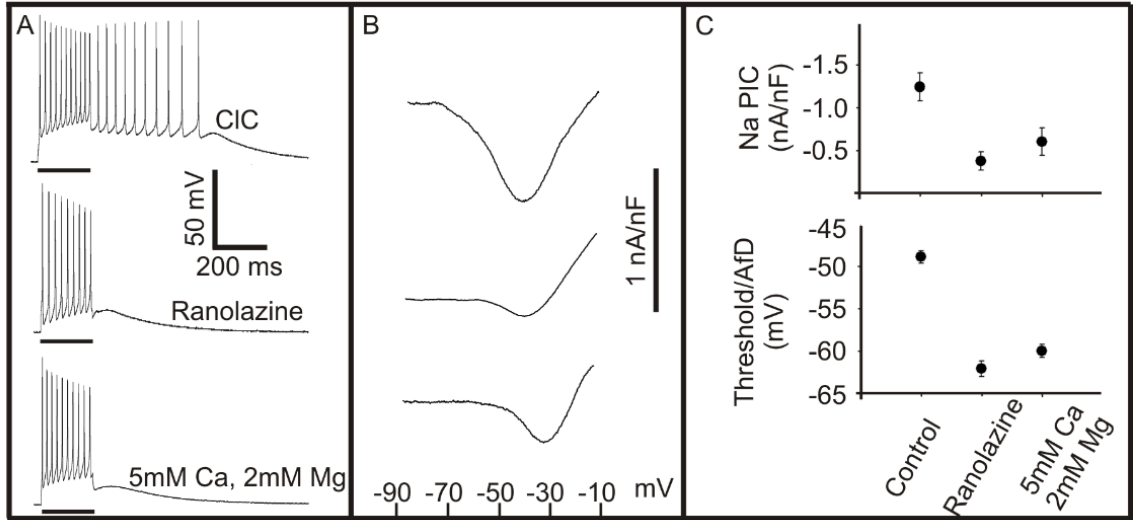 A
ClC
50 mV
200 ms
Ranolazine
5mM Ca, 2mM Mg
B
1 nA/nF
-90 -70 -50 -30 -10 mV
C
Na PIC
(nA/nF)
-1.5
-1.0
-0.5
Threshold/AfD
(mV)
-45
-50
-55
-60
-65
Control
Ranolazine
5mM Ca
2mM Mg